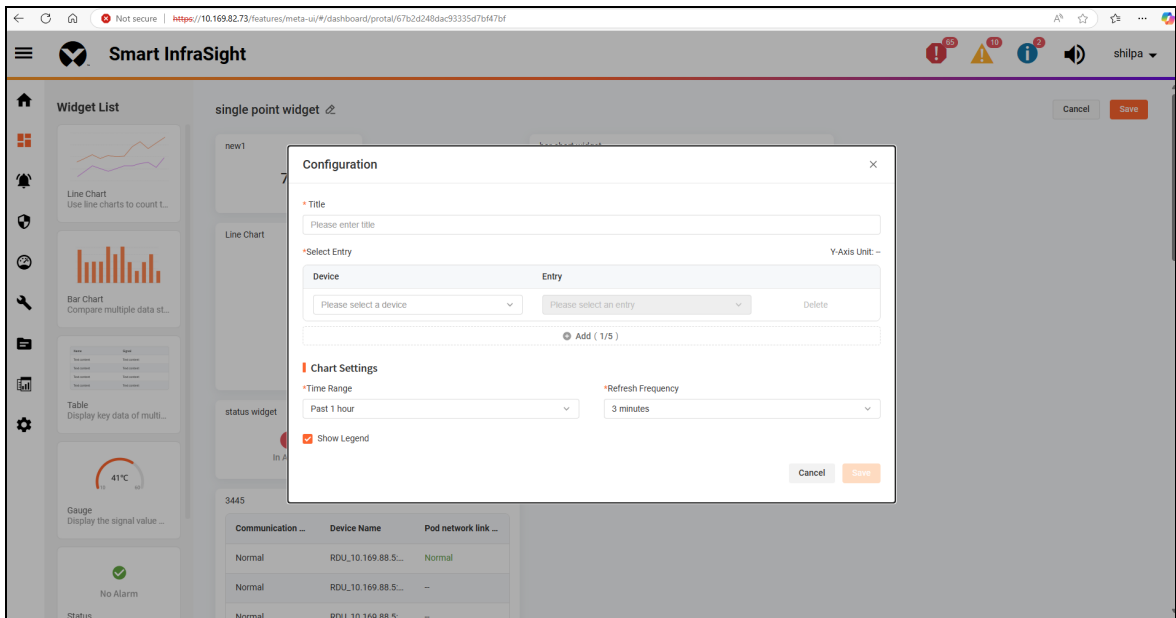 Not secure
https://10.169.82.73/features/meta-ui/#/dashboard/protal/67b2d248dac93335d7bf47bf
Smart InfraSight
65
10
2
shilpa
Widget List
single point widget
Cancel
Save
new1
7
Line Chart
Use line charts to count t...
Line Chart
Bar Chart
Compare multiple data st...
Table
Display key data of multi...
status widget
In A
41°C
Gauge
Display the signal value ...
No Alarm
Status
3445
Communication ...
Device Name
Pod network link ...
Normal
RDU_10.169.88.5:...
Normal
Normal
RDU_10.169.88.5:...
--
Normal
RDU_10.169.88.5:
Configuration
* Title
Please enter title
*Select Entry
Y-Axis Unit: --
Device
Entry
Please select a device
Please select an entry
Delete
Add ( 1/5 )
Chart Settings
*Time Range
*Refresh Frequency
Past 1 hour
3 minutes
Show Legend
Cancel
Save